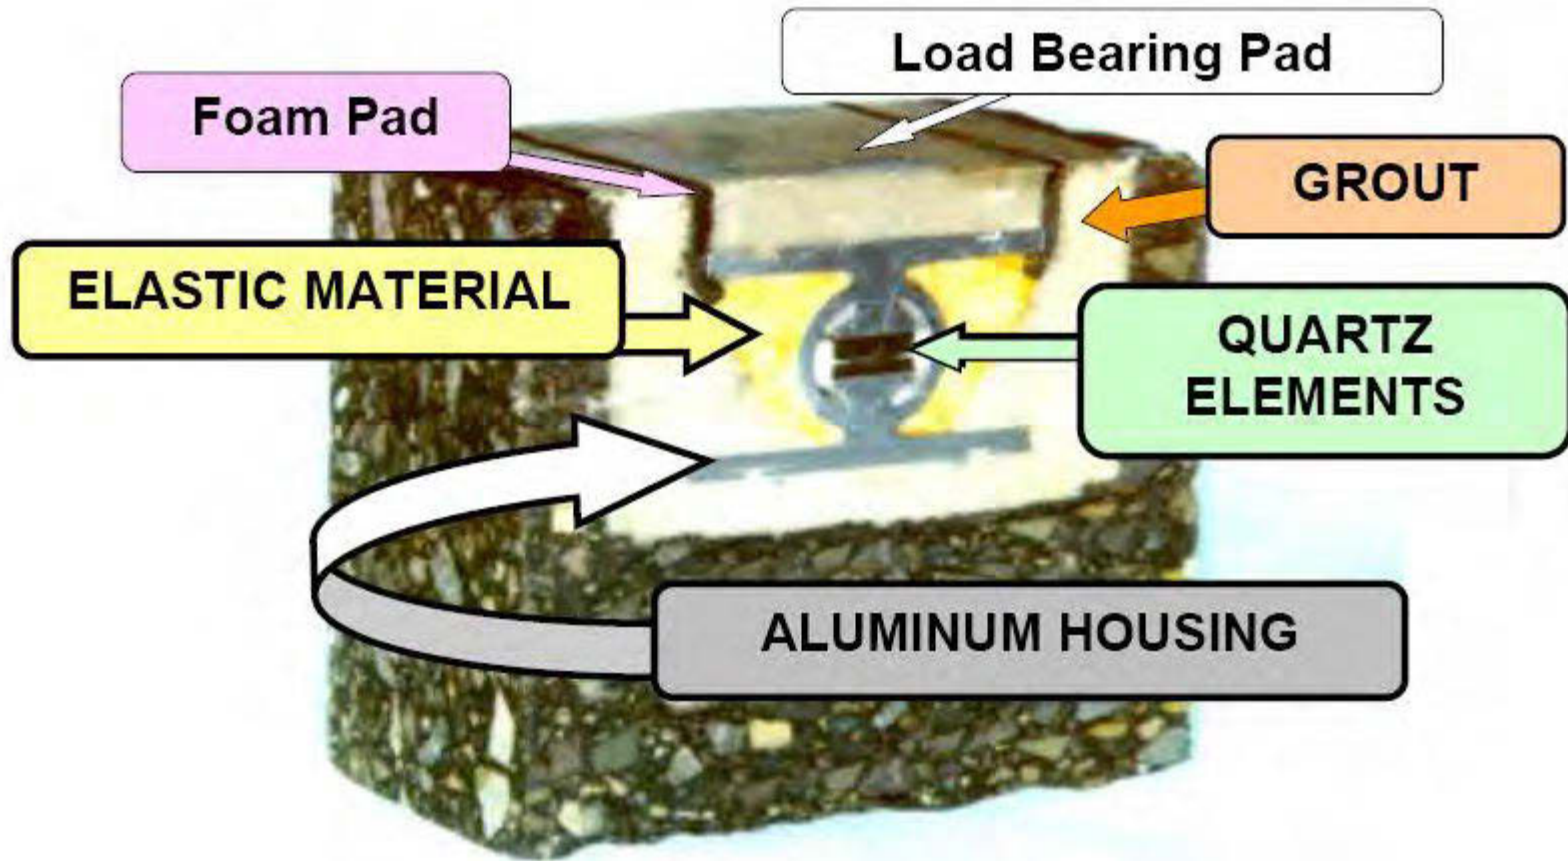 Load Bearing Pad
Foam Pad
GROUT
ELASTIC MATERIAL
QUARTZ
ELEMENTS
ALUMINUM HOUSING